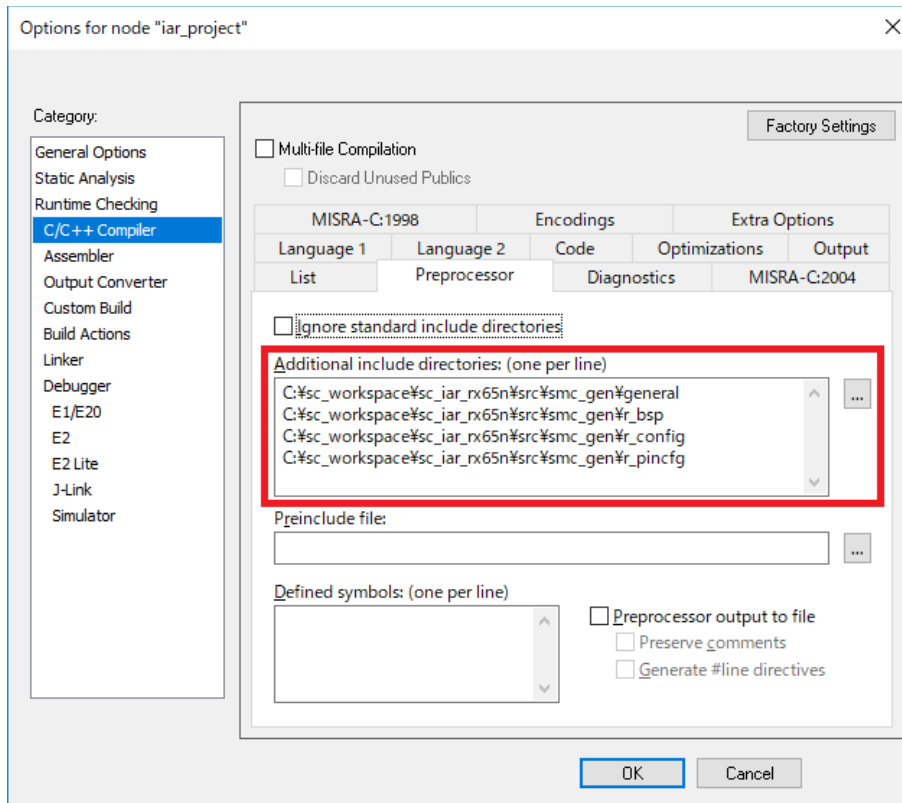 Options for node "iar_project"
Category:
General Options
Static Analysis
Runtime Checking
C/C++ Compiler
Assembler
Output Converter
Custom Build
Build Actions
Linker
Debugger
E1/E20
E2
E2 Lite
J-Link
Simulator
Factory Settings
Multi-file Compilation
Discard Unused Publics
MISRA-C:1998 Encodings Extra Options
Language 1 Language 2 Code Optimizations Output
List Preprocessor Diagnostics MISRA-C:2004
Ignore standard include directories
Additional include directories: (one per line)
C:¥sc_workspace¥sc_iar_rx65n¥src¥smc_gen¥general
C:¥sc_workspace¥sc_iar_rx65n¥src¥smc_gen¥r_bsp
C:¥sc_workspace¥sc_iar_rx65n¥src¥smc_gen¥r_config
C:¥sc_workspace¥sc_iar_rx65n¥src¥smc_gen¥r_pincfg
...
Preinclude file:
...
Defined symbols: (one per line)
Preprocessor output to file
Preserve comments
Generate #line directives
OK Cancel